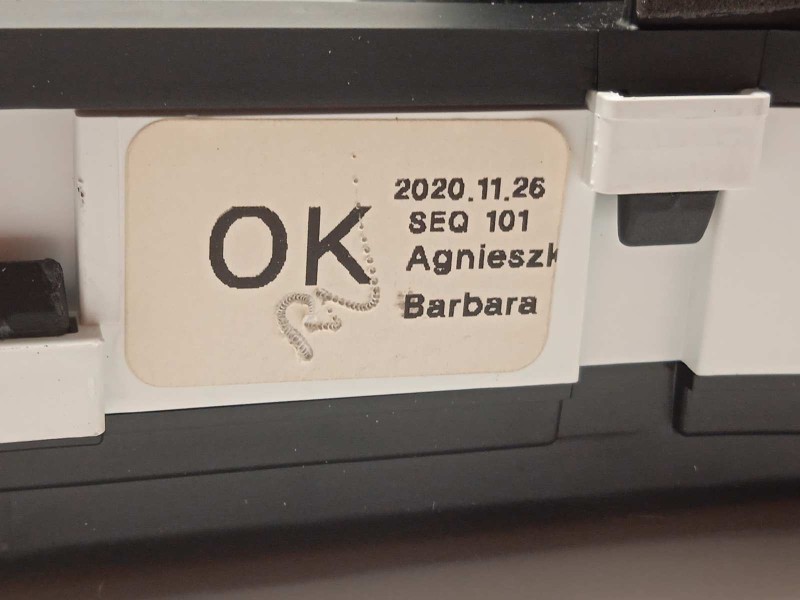 OK
2020.11.26
SEQ 101
Agnieszk
Barbara